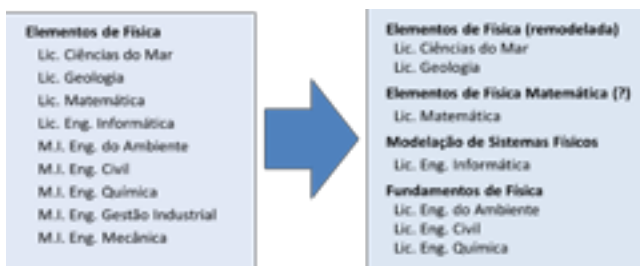 Elementos de Física
Lic. Ciências do Mar
Lic. Geologia
Lic. Matemática
Lic. Eng. Informática
M.I. Eng. do Ambiente
M.I. Eng. Civil
M.I. Eng. Química
M.I. Eng. Gestão Industrial
M.I. Eng. Mecânica
Elementos de Física (remodelada)
Lic. Ciências do Mar
Lic. Geologia
Elementos de Física Matemática (?)
Lic. Matemática
Modelação de Sistemas Físicos
Lic. Eng. Informática
Fundamentos de Física
Lic. Eng. do Ambiente
Lic. Eng. Civil
Lic. Eng. Química